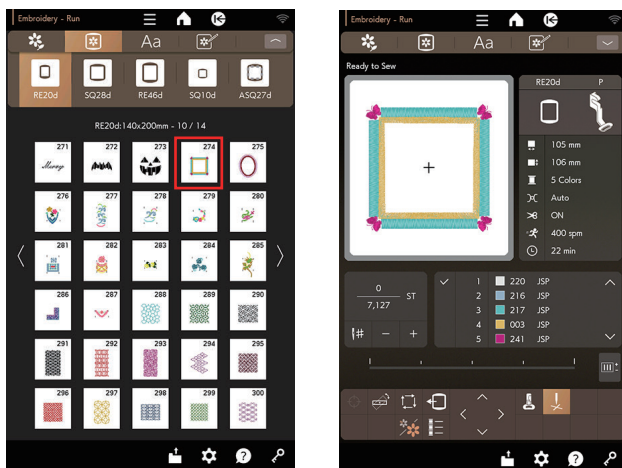 Embroidery - Run
Aa
RE20d SQ28d RE46d SQ10d ASQ27d
RE20d:140x200mm - 10 / 14
271 272 273 274 275
Merry
276 277 278 279 280
281 282 283 284 285
286 287 288 289 290
291 292 293 294 295
296 297 298 299 300
?
Embroidery - Run
Aa
Ready to Sew
RE20d P
105 mm
106 mm
5 Colors
Auto
ON
400 spm
22 min
0
7,127 ST
# - +
1 220 JSP
2 216 JSP
3 217 JSP
4 003 JSP
5 241 JSP
?